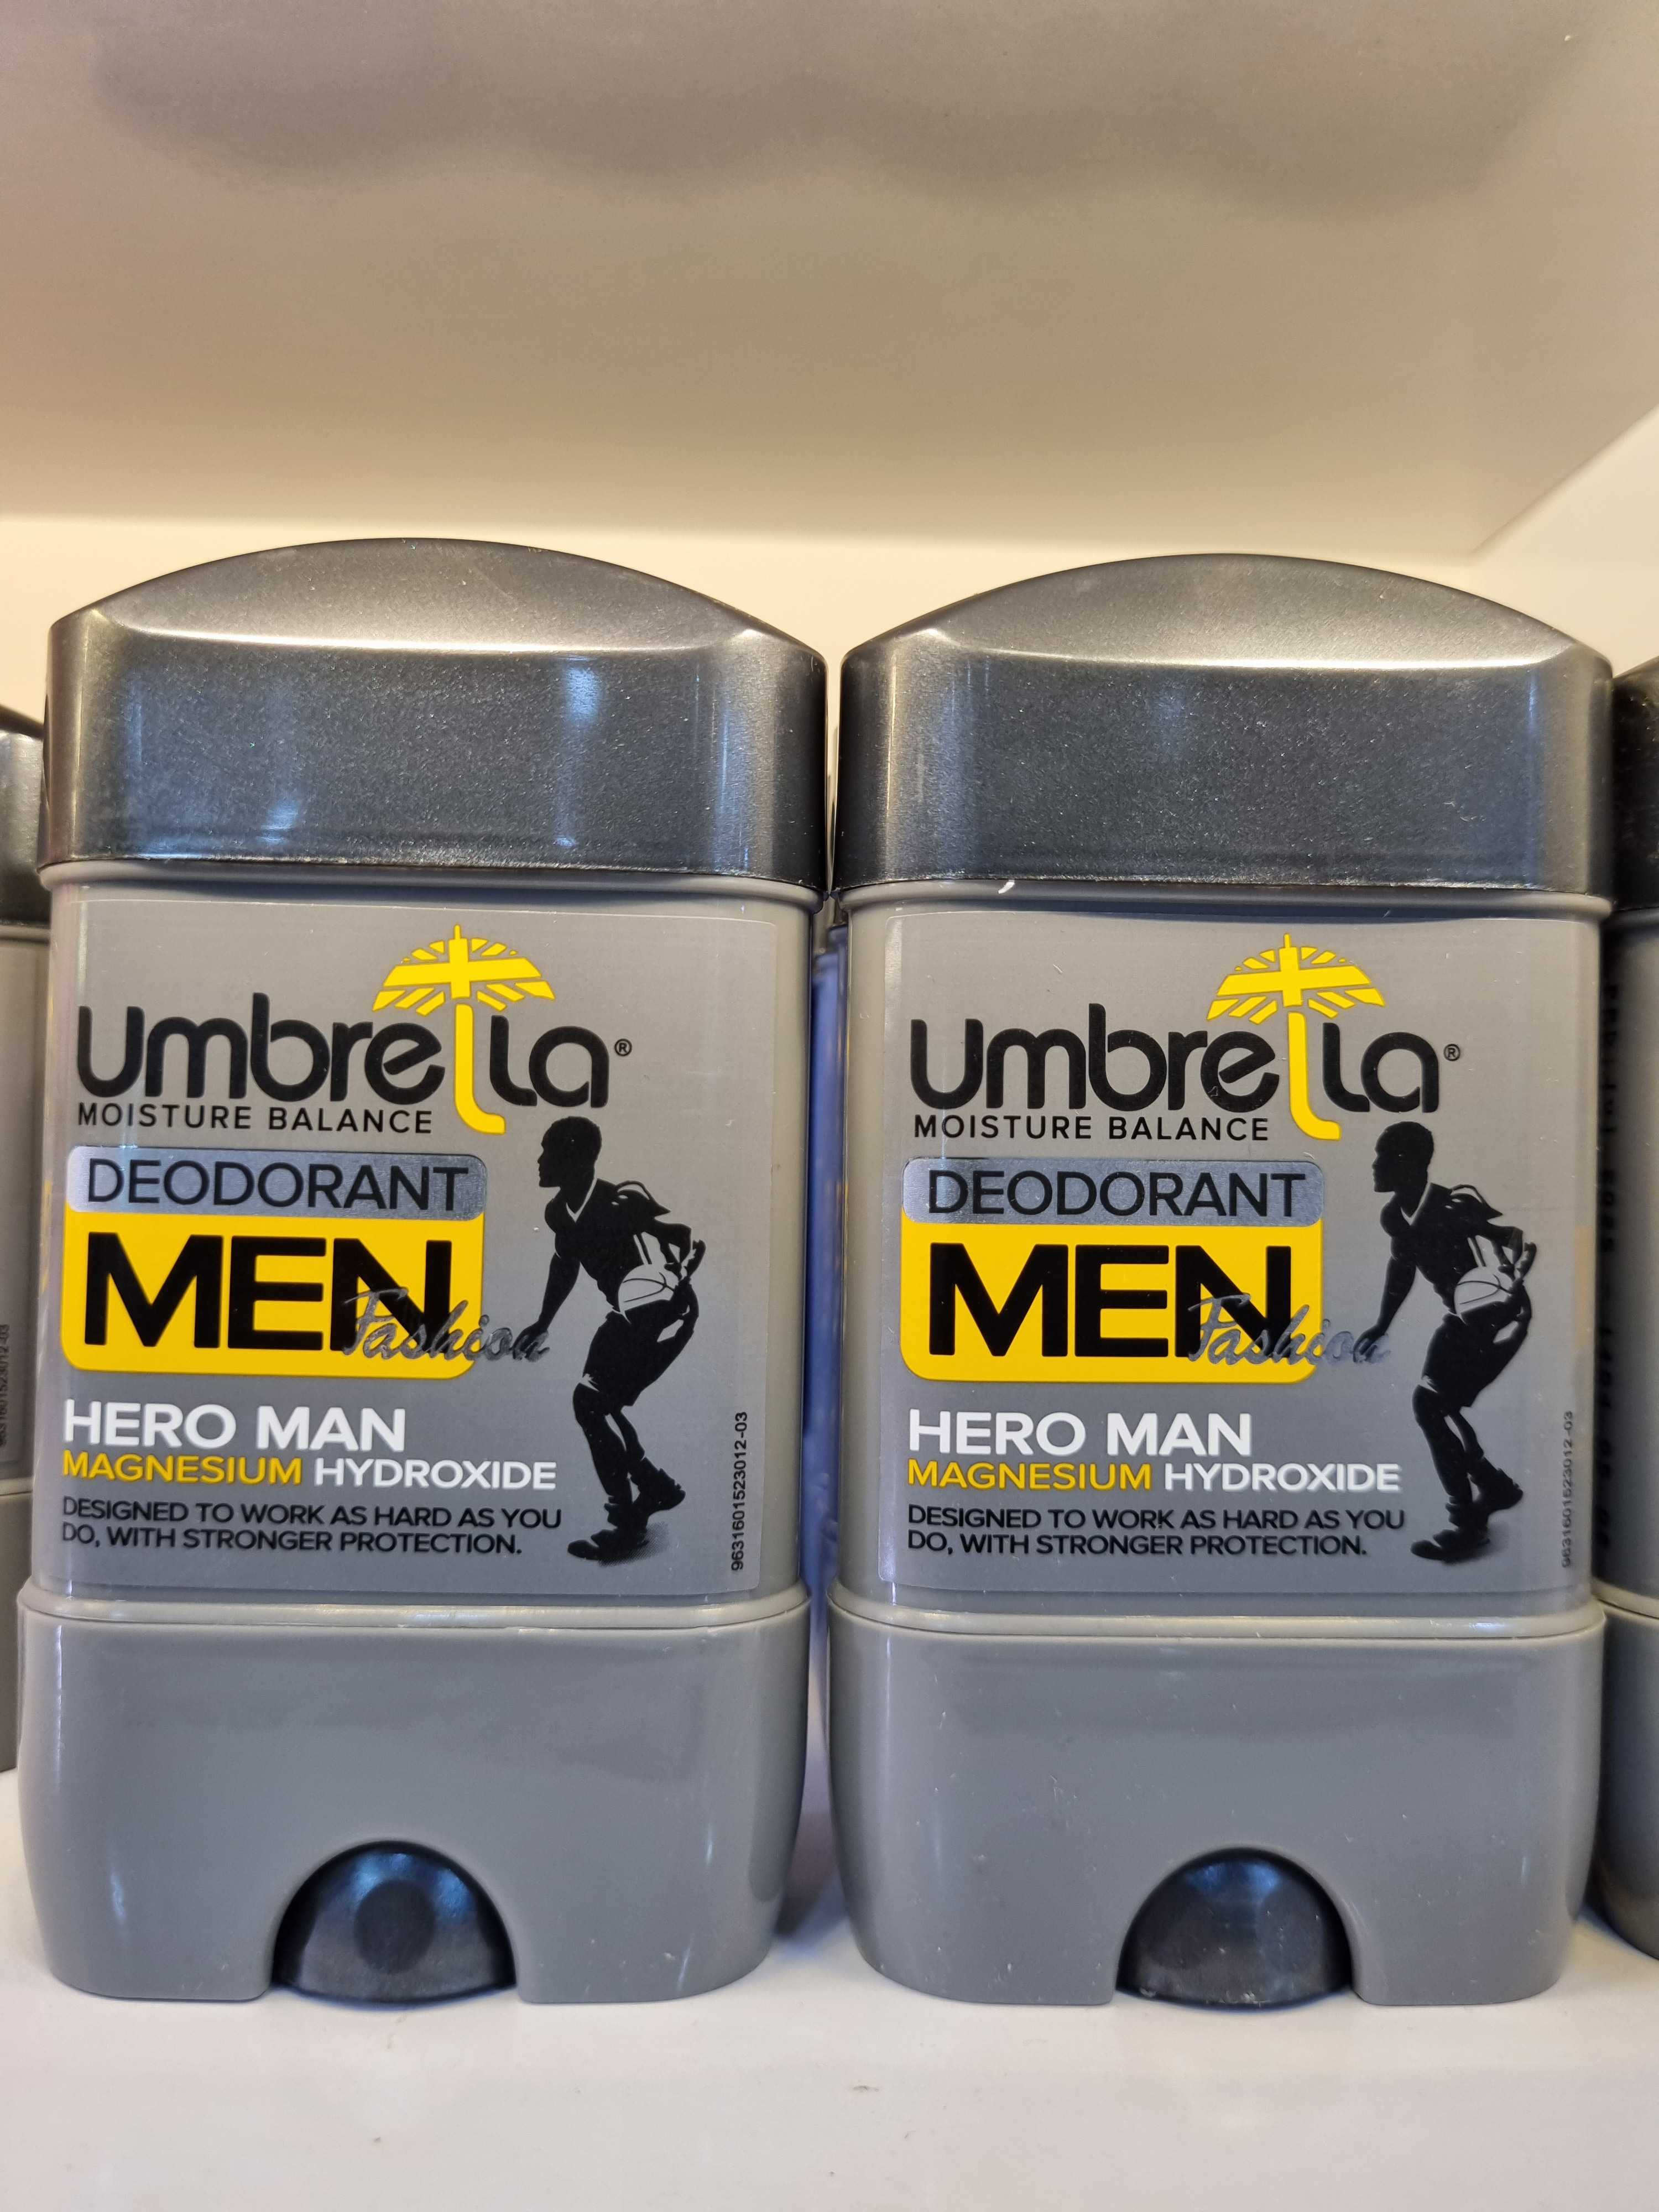 umbrella®
MOISTURE BALANCE
DEODORANT
MEN
Fashion
HERO MAN
MAGNESIUM HYDROXIDE
DESIGNED TO WORK AS HARD AS YOU
DO, WITH STRONGER PROTECTION.
9631601523012-03
umbrella®
MOISTURE BALANCE
DEODORANT
MEN
Fashion
HERO MAN
MAGNESIUM HYDROXIDE
DESIGNED TO WORK AS HARD AS YOU
DO, WITH STRONGER PROTECTION.
9631601523012-03